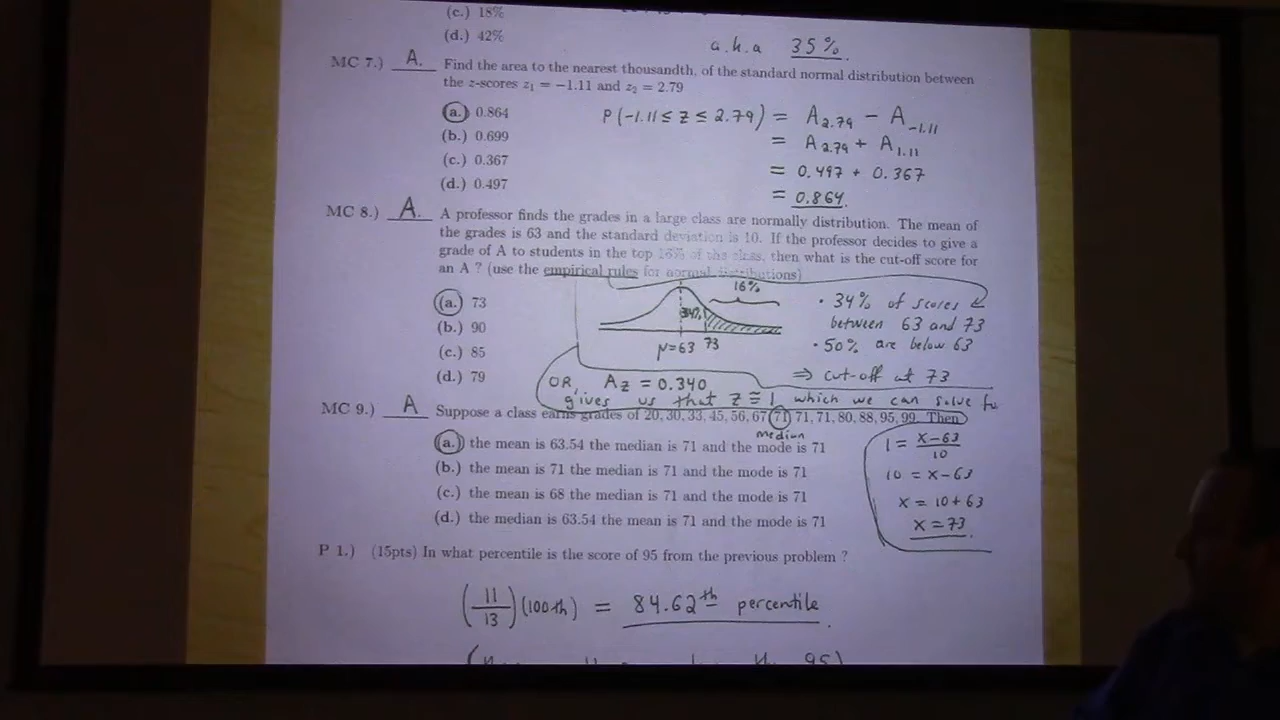 (c.) 18%
(d.) 42%
a.k.a 35%.
MC 7.) A. Find the area to the nearest thousandth, of the standard normal distribution between
the z-scores z₁ = −1.11 and z₂ = 2.79
(a.) 0.864
(b.) 0.699
(c.) 0.367
(d.) 0.497
P(-1.11 ≤ z ≤ 2.79) = A₂.₇₉ − A₋₁.₁₁
= A₂.₇₉ + A₁.₁₁
= 0.497 + 0.367
= 0.864.
MC 8.) A. A professor finds the grades in a large class are normally distribution. The mean of
the grades is 63 and the standard deviation is 10. If the professor decides to give a
grade of A to students in the top 16% of the class, then what is the cut-off score for
an A ? (use the empirical rules for normal distributions)
(a.) 73
(b.) 90
(c.) 85
(d.) 79
16%
34%
μ=63 73
• 34% of scores
between 63 and 73
• 50% are below 63
⇒ cut-off at 73
OR, A_z = 0.340
gives us that z ≅ 1 which we can solve for
MC 9.) A Suppose a class earns grades of 20, 30, 33, 45, 56, 67, 71, 71, 71, 80, 88, 95, 99. Then
median
(a.) the mean is 63.54 the median is 71 and the mode is 71
(b.) the mean is 71 the median is 71 and the mode is 71
(c.) the mean is 68 the median is 71 and the mode is 71
(d.) the median is 63.54 the mean is 71 and the mode is 71
1 = x−63/10
10 = x−63
x = 10+63
x = 73.
P 1.) (15pts) In what percentile is the score of 95 from the previous problem ?
(11/13)(100th) = 84.62th percentile.